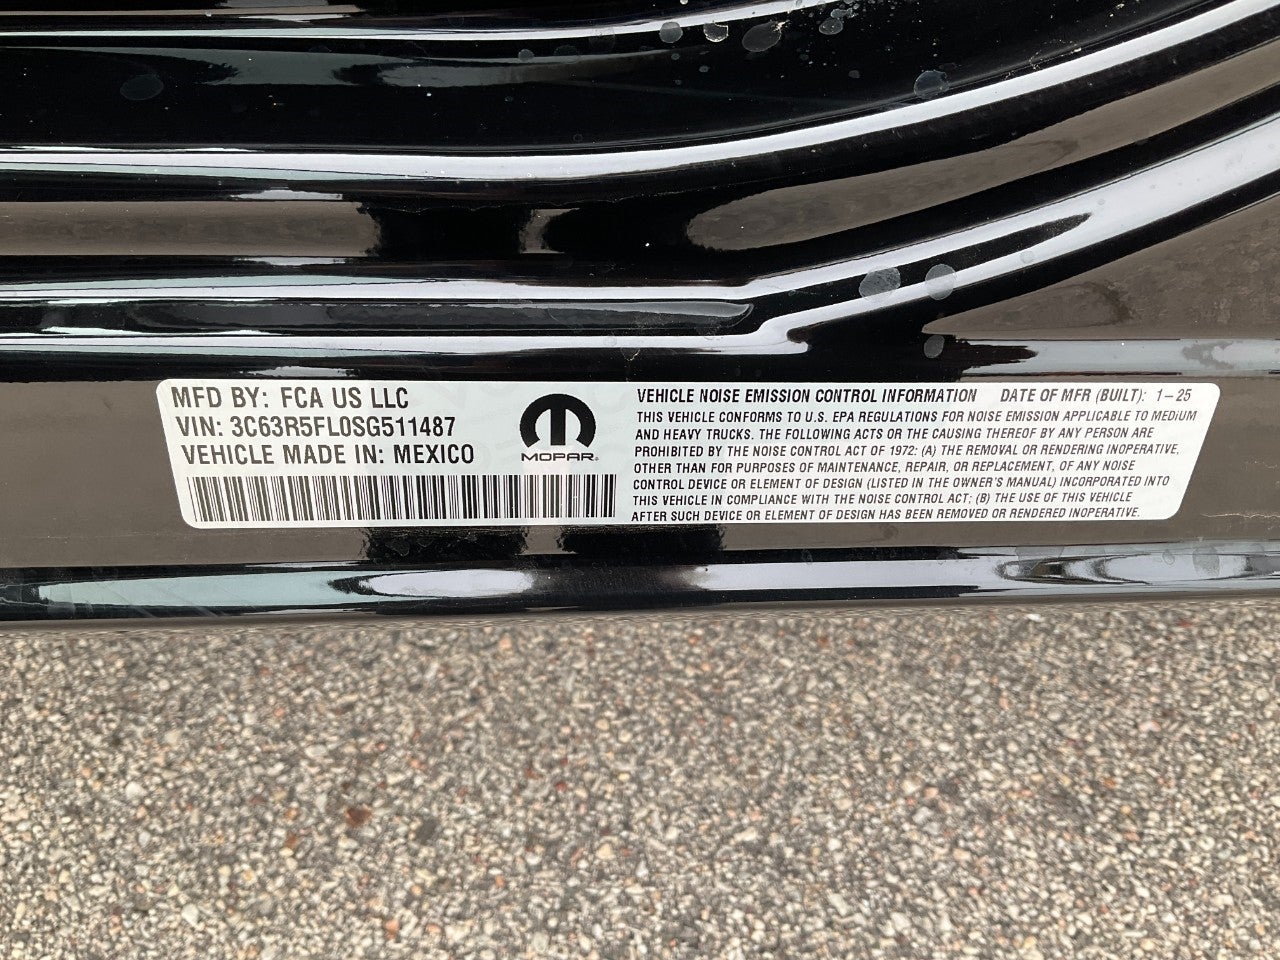 MFD BY: FCA US LLC
VIN: 3C63R5FL0SG511487
VEHICLE MADE IN: MEXICO
MOPAR
VEHICLE NOISE EMISSION CONTROL INFORMATION DATE OF MFR (BUILT): 1-25
THIS VEHICLE CONFORMS TO U.S. EPA REGULATIONS FOR NOISE EMISSION APPLICABLE TO MEDIUM
AND HEAVY TRUCKS. THE FOLLOWING ACTS OR THE CAUSING THEREOF BY ANY PERSON ARE
PROHIBITED BY THE NOISE CONTROL ACT OF 1972: (A) THE REMOVAL OR RENDERING INOPERATIVE,
OTHER THAN FOR PURPOSES OF MAINTENANCE, REPAIR, OR REPLACEMENT, OF ANY NOISE
CONTROL DEVICE OR ELEMENT OF DESIGN (LISTED IN THE OWNER'S MANUAL) INCORPORATED INTO
THIS VEHICLE IN COMPLIANCE WITH THE NOISE CONTROL ACT; (B) THE USE OF THIS VEHICLE
AFTER SUCH DEVICE OR ELEMENT OF DESIGN HAS BEEN REMOVED OR RENDERED INOPERATIVE.